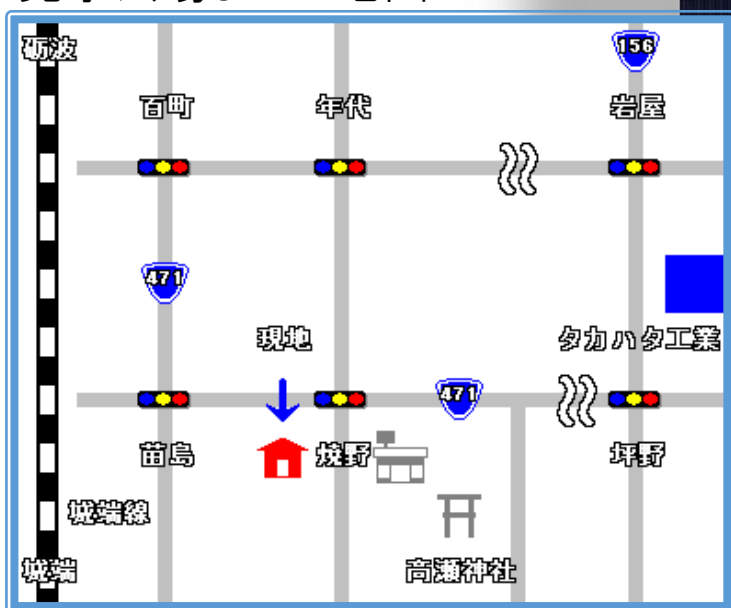 砺波
156
百町
年代
岩屋
471
現地
タカハタ工業
471
苗島
焼野
坪野
城端線
城端
高瀬神社